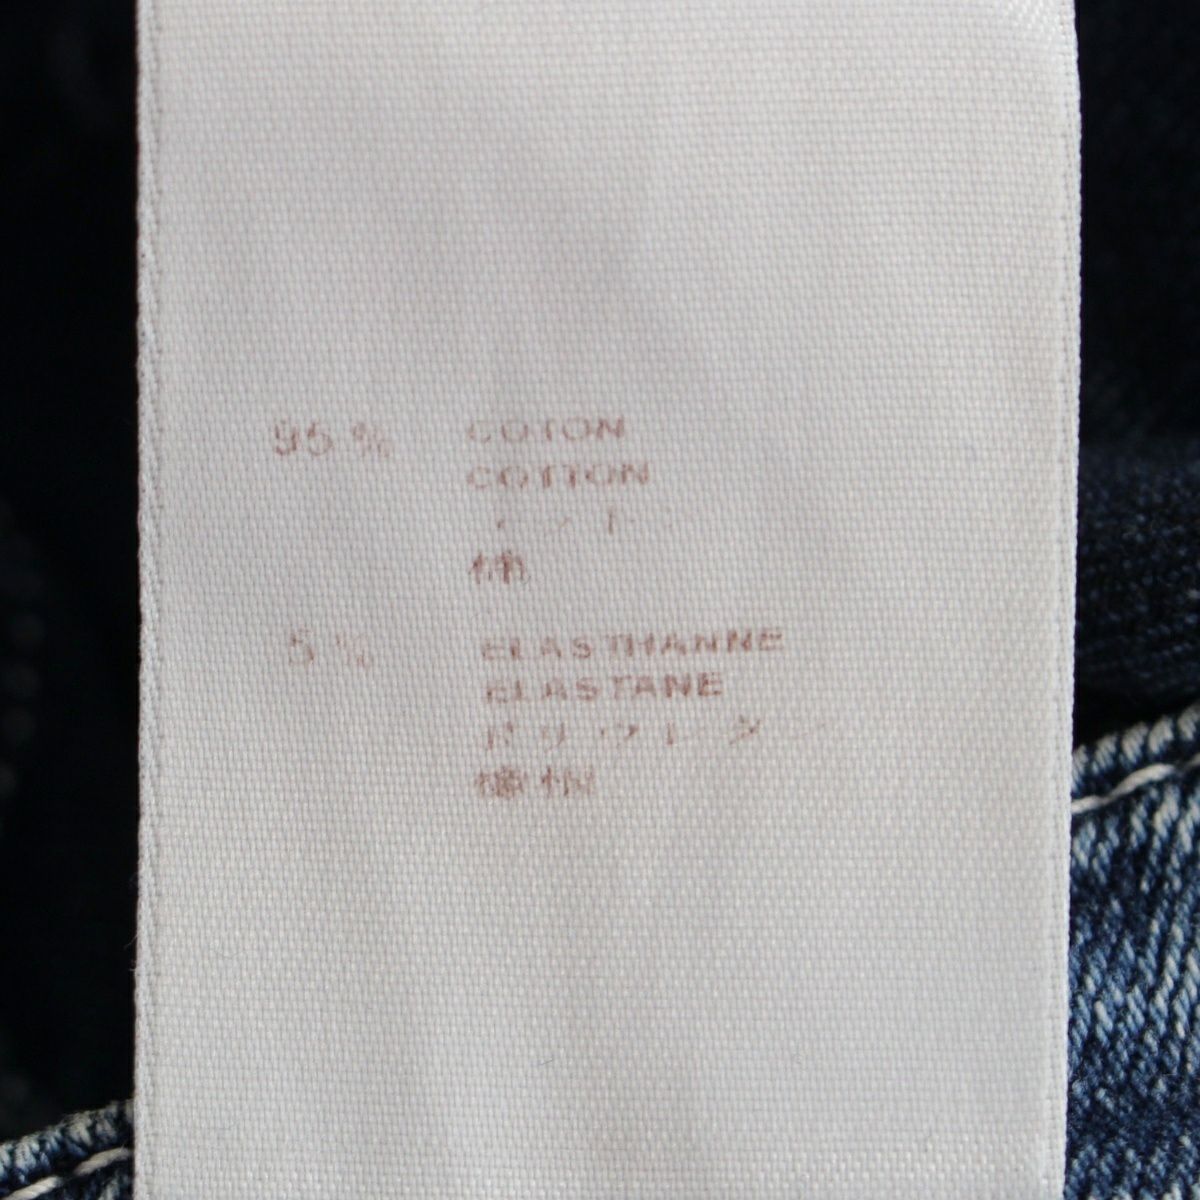 95 % COTON
COTTON
棉
5 % ELASTHANNE
ELASTANE
ポリウレタン